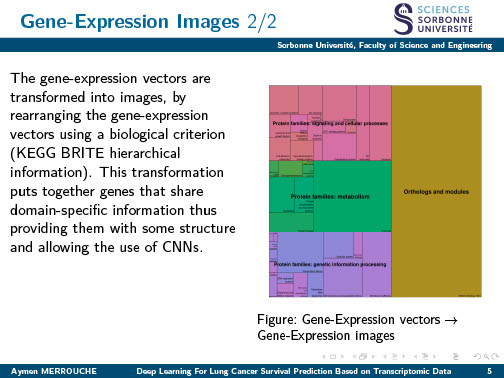 Gene-Expression Images 2/2
SCIENCES
SORBONNE
UNIVERSITÉ
Sorbonne Université, Faculty of Science and Engineering
The gene-expression vectors are
transformed into images, by
rearranging the gene-expression
vectors using a biological criterion
(KEGG BRITE hierarchical
information). This transformation
puts together genes that share
domain-specific information thus
providing them with some structure
and allowing the use of CNNs.
Protein families: signaling and cellular processes
Protein families: metabolism
Orthologs and modules
Protein families: genetic information processing
Figure: Gene-Expression vectors →
Gene-Expression images
Aymen MERROUCHE
Deep Learning For Lung Cancer Survival Prediction Based on Transcriptomic Data
5